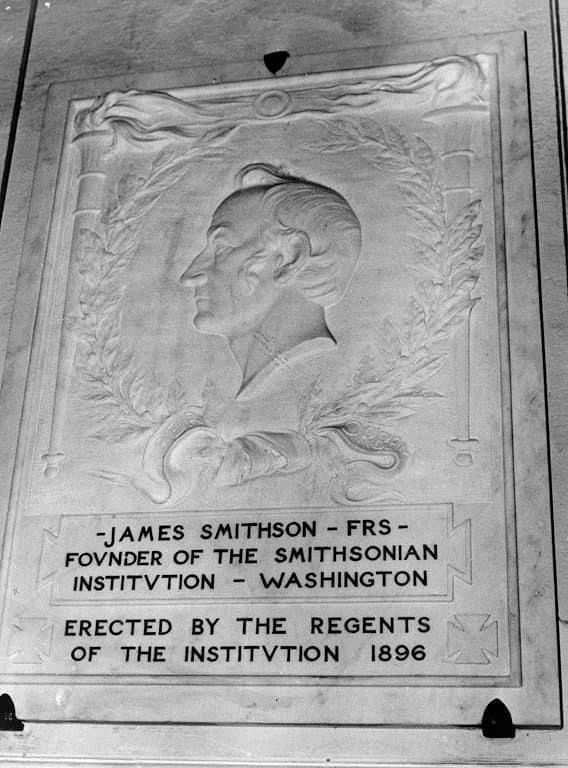 -JAMES SMITHSON - FRS -
FOVNDER OF THE SMITHSONIAN
INSTITVTION - WASHINGTON
ERECTED BY THE REGENTS
OF THE INSTITVTION 1896